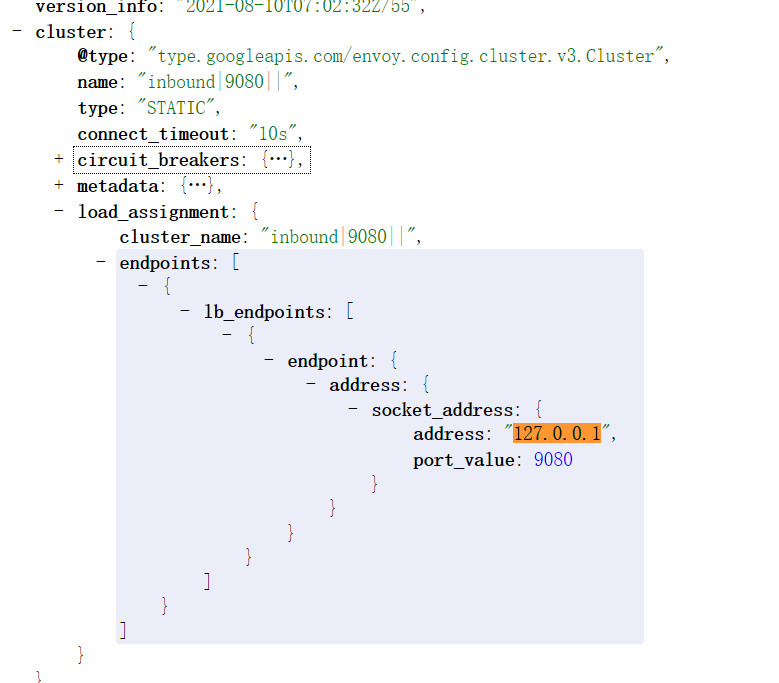 version_info: "2021-08-10T07:02:32Z/55",
- cluster: {
@type: "type.googleapis.com/envoy.config.cluster.v3.Cluster",
name: "inbound|9080||",
type: "STATIC",
connect_timeout: "10s",
+ circuit_breakers: {…},
+ metadata: {…},
- load_assignment: {
cluster_name: "inbound|9080||",
- endpoints: [
- {
- lb_endpoints: [
- {
- endpoint: {
- address: {
- socket_address: {
address: "127.0.0.1",
port_value: 9080
}
}
}
}
]
}
]
}
}